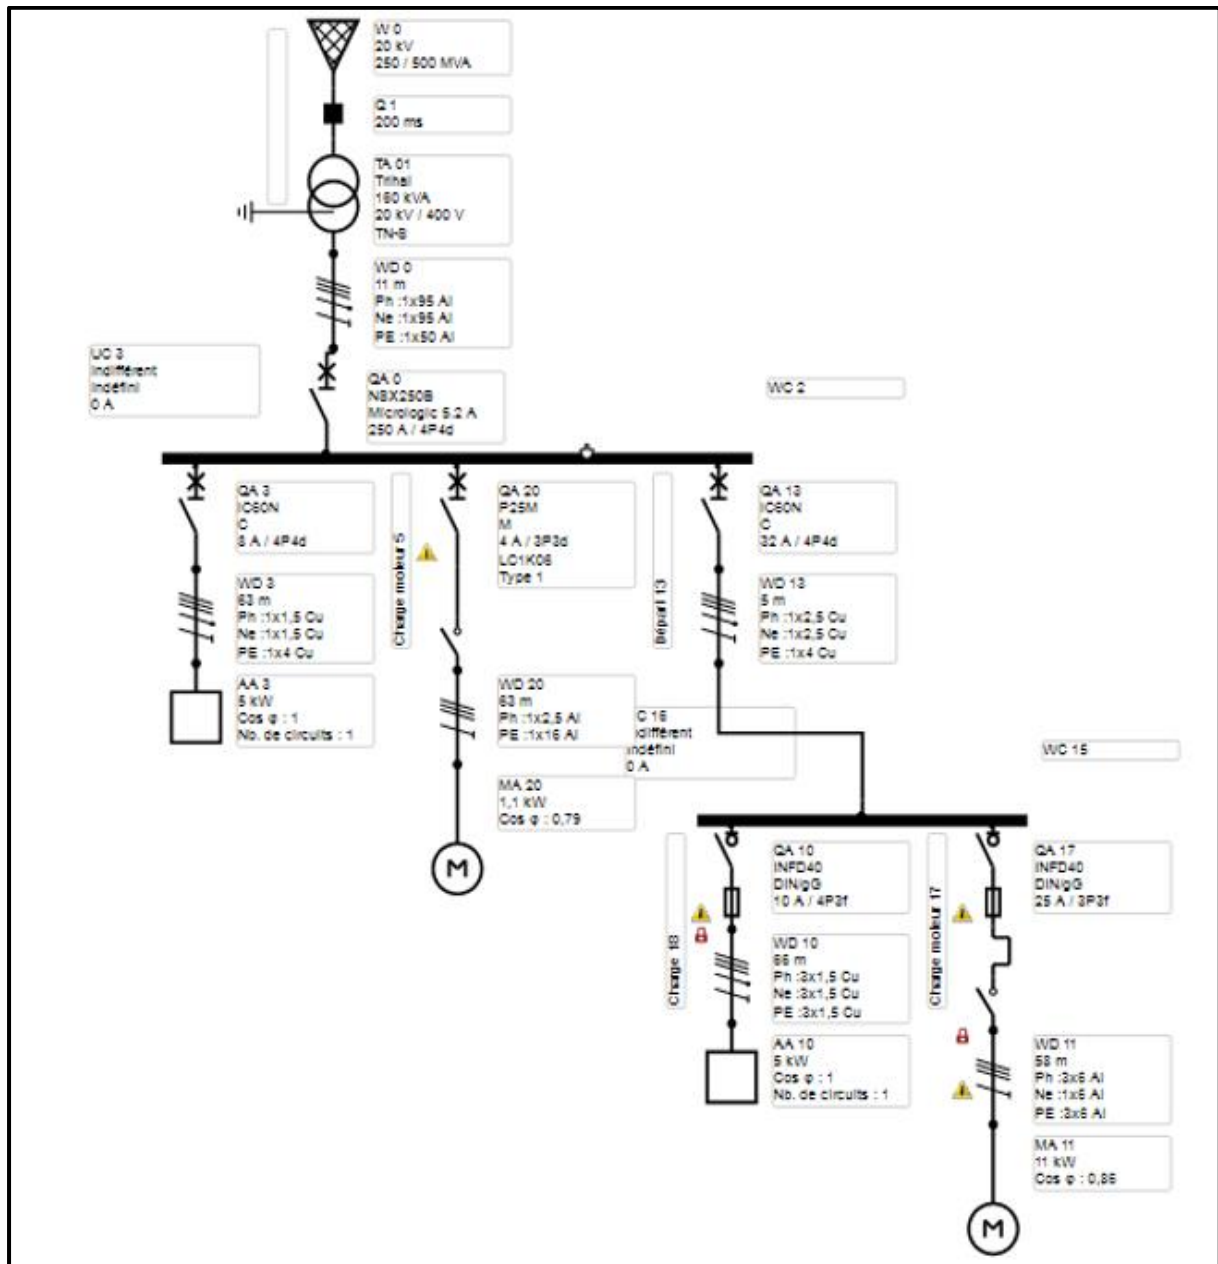 W 0
20 kV
250 / 500 MVA
Q 1
200 ms
TA 01
Trihal
160 kVA
20 kV / 400 V
TN-S
WD 0
11 m
Ph :1x95 Al
Ne :1x95 Al
PE :1x50 Al
UC 3
Indifférent
Indéfini
0 A
QA 0
NSX250B
Micrologic 5.2 A
250 A / 4P4d
WC 2
QA 3
iC60N
C
8 A / 4P4d
Charge moteur 5
QA 20
P25M
M
4 A / 3P3d
LC1K06
Type 1
Départ 13
QA 13
iC60N
C
32 A / 4P4d
WD 3
63 m
Ph :1x1,5 Cu
Ne :1x1,5 Cu
PE :1x4 Cu
WD 13
5 m
Ph :1x2,5 Cu
Ne :1x2,5 Cu
PE :1x4 Cu
AA 3
5 kW
Cos φ : 1
Nb. de circuits : 1
WD 20
63 m
Ph :1x2,5 Al
PE :1x16 Al
C 16
ndifférent
ndéfini
0 A
WC 15
MA 20
1,1 kW
Cos φ : 0,79
M
Charge 18
QA 10
INFD40
DIN/gG
10 A / 4P3f
Charge moteur 17
QA 17
INFD40
DIN/gG
25 A / 3P3f
WD 10
66 m
Ph :3x1,5 Cu
Ne :3x1,5 Cu
PE :3x1,5 Cu
AA 10
5 kW
Cos φ : 1
Nb. de circuits : 1
WD 11
58 m
Ph :3x6 Al
Ne :1x6 Al
PE :3x6 Al
MA 11
11 kW
Cos φ : 0,86
M